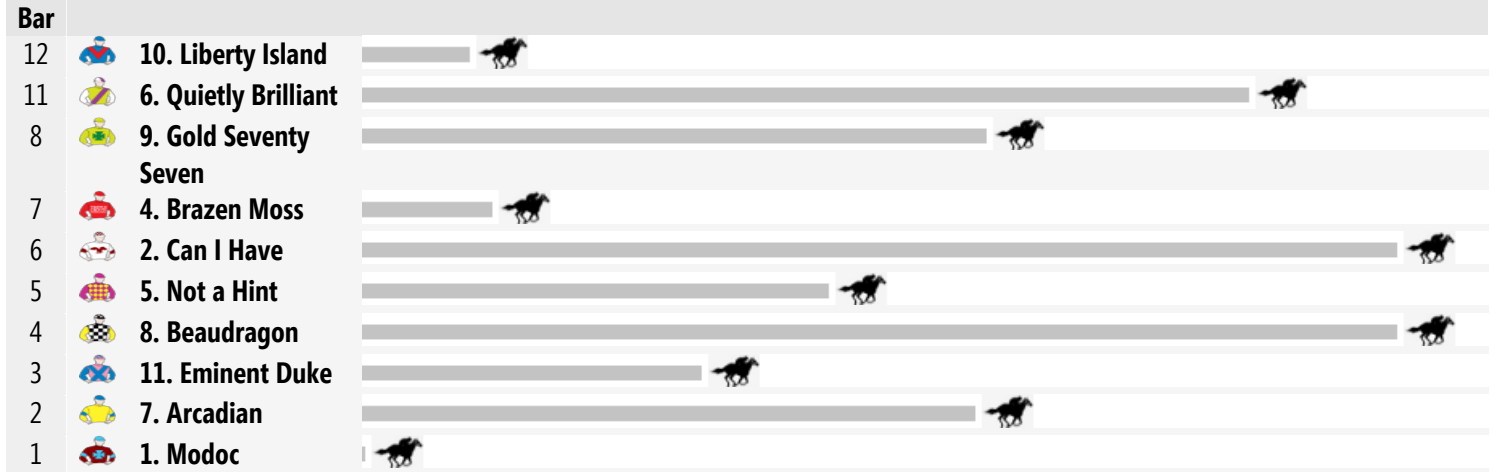 Bar
12 10. Liberty Island
11 6. Quietly Brilliant
8 9. Gold Seventy
Seven
7 4. Brazen Moss
6 2. Can I Have
5 5. Not a Hint
4 8. Beaudragon
3 11. Eminent Duke
2 7. Arcadian
1 1. Modoc